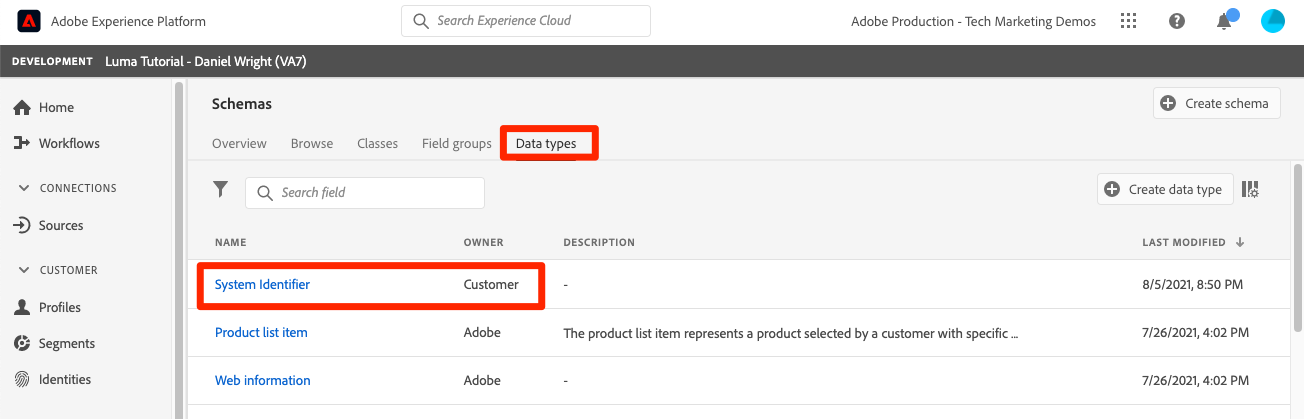 Adobe Experience Platform
Search Experience Cloud
Adobe Production - Tech Marketing Demos
DEVELOPMENT Luma Tutorial - Daniel Wright (VA7)
Home
Workflows
CONNECTIONS
Sources
CUSTOMER
Profiles
Segments
Identities
Schemas
Create schema
Overview Browse Classes Field groups Data types
Search field
Create data type
NAME OWNER DESCRIPTION LAST MODIFIED
System Identifier Customer - 8/5/2021, 8:50 PM
Product list item Adobe The product list item represents a product selected by a customer with specific ... 7/26/2021, 4:02 PM
Web information Adobe - 7/26/2021, 4:02 PM